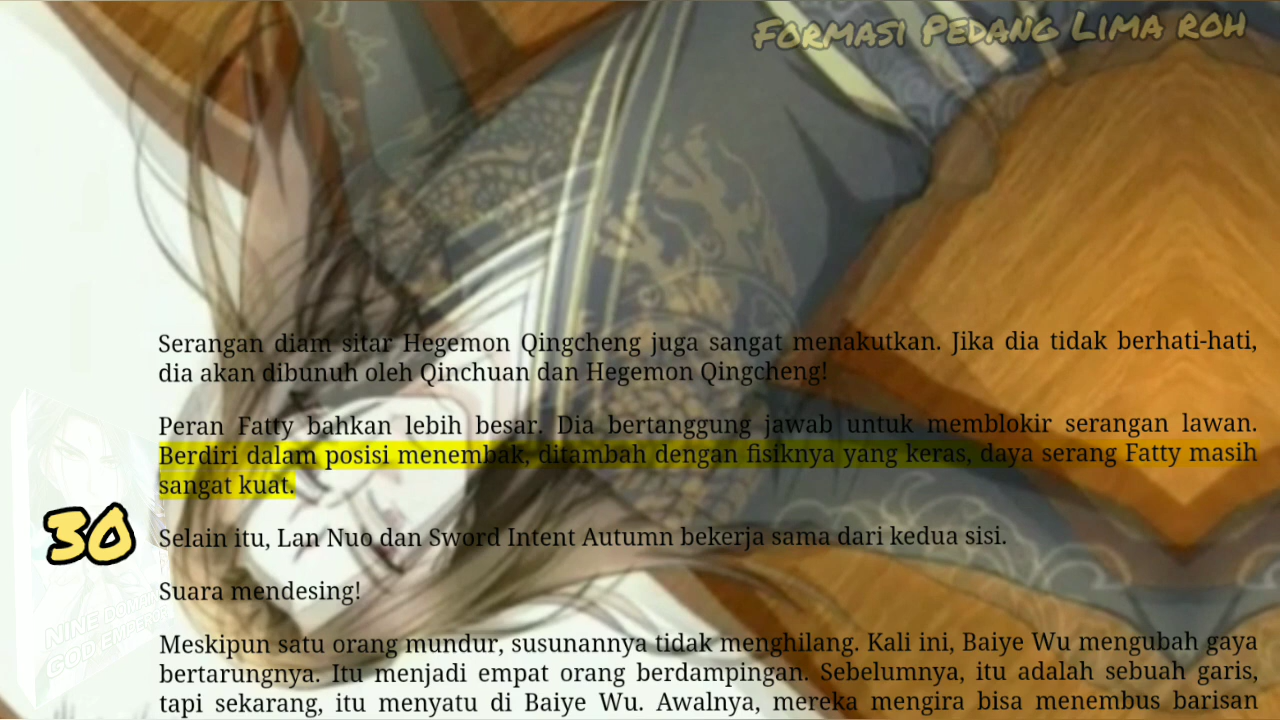 Formasi Pedang Lima roh
Serangan diam sitar Hegemon Qingcheng juga sangat menakutkan. Jika dia tidak berhati-hati,
dia akan dibunuh oleh Qinchuan dan Hegemon Qingcheng!
Peran Fatty bahkan lebih besar. Dia bertanggung jawab untuk memblokir serangan lawan.
Berdiri dalam posisi menembak, ditambah dengan fisiknya yang keras, daya serang Fatty masih
sangat kuat.
30
Selain itu, Lan Nuo dan Sword Intent Autumn bekerja sama dari kedua sisi.
Suara mendesing!
NINE DOMAIN
GOD EMPEROR
Meskipun satu orang mundur, susunannya tidak menghilang. Kali ini, Baiye Wu mengubah gaya
bertarungnya. Itu menjadi empat orang berdampingan. Sebelumnya, itu adalah sebuah garis,
tapi sekarang, itu menyatu di Baiye Wu. Awalnya, mereka mengira bisa menembus barisan